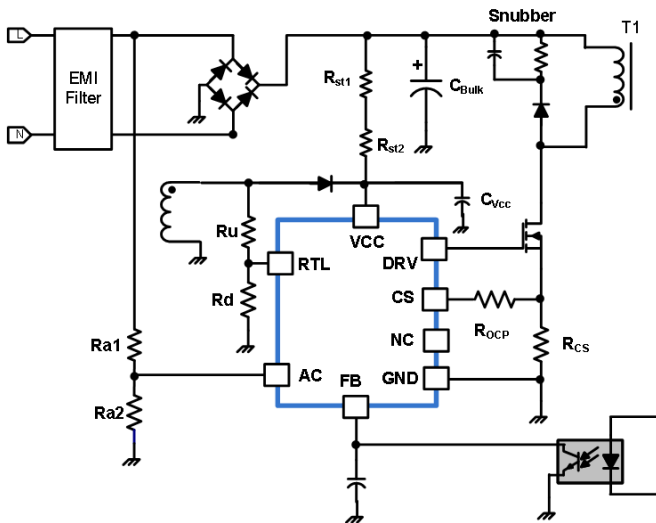 Snubber
T1
L
EMI
Filter
N
Rst1
+
CBulk
Rst2
CVcc
VCC
Ru
RTL
DRV
Rd
CS
ROCP
NC
RCS
Ra1
AC
FB
GND
Ra2